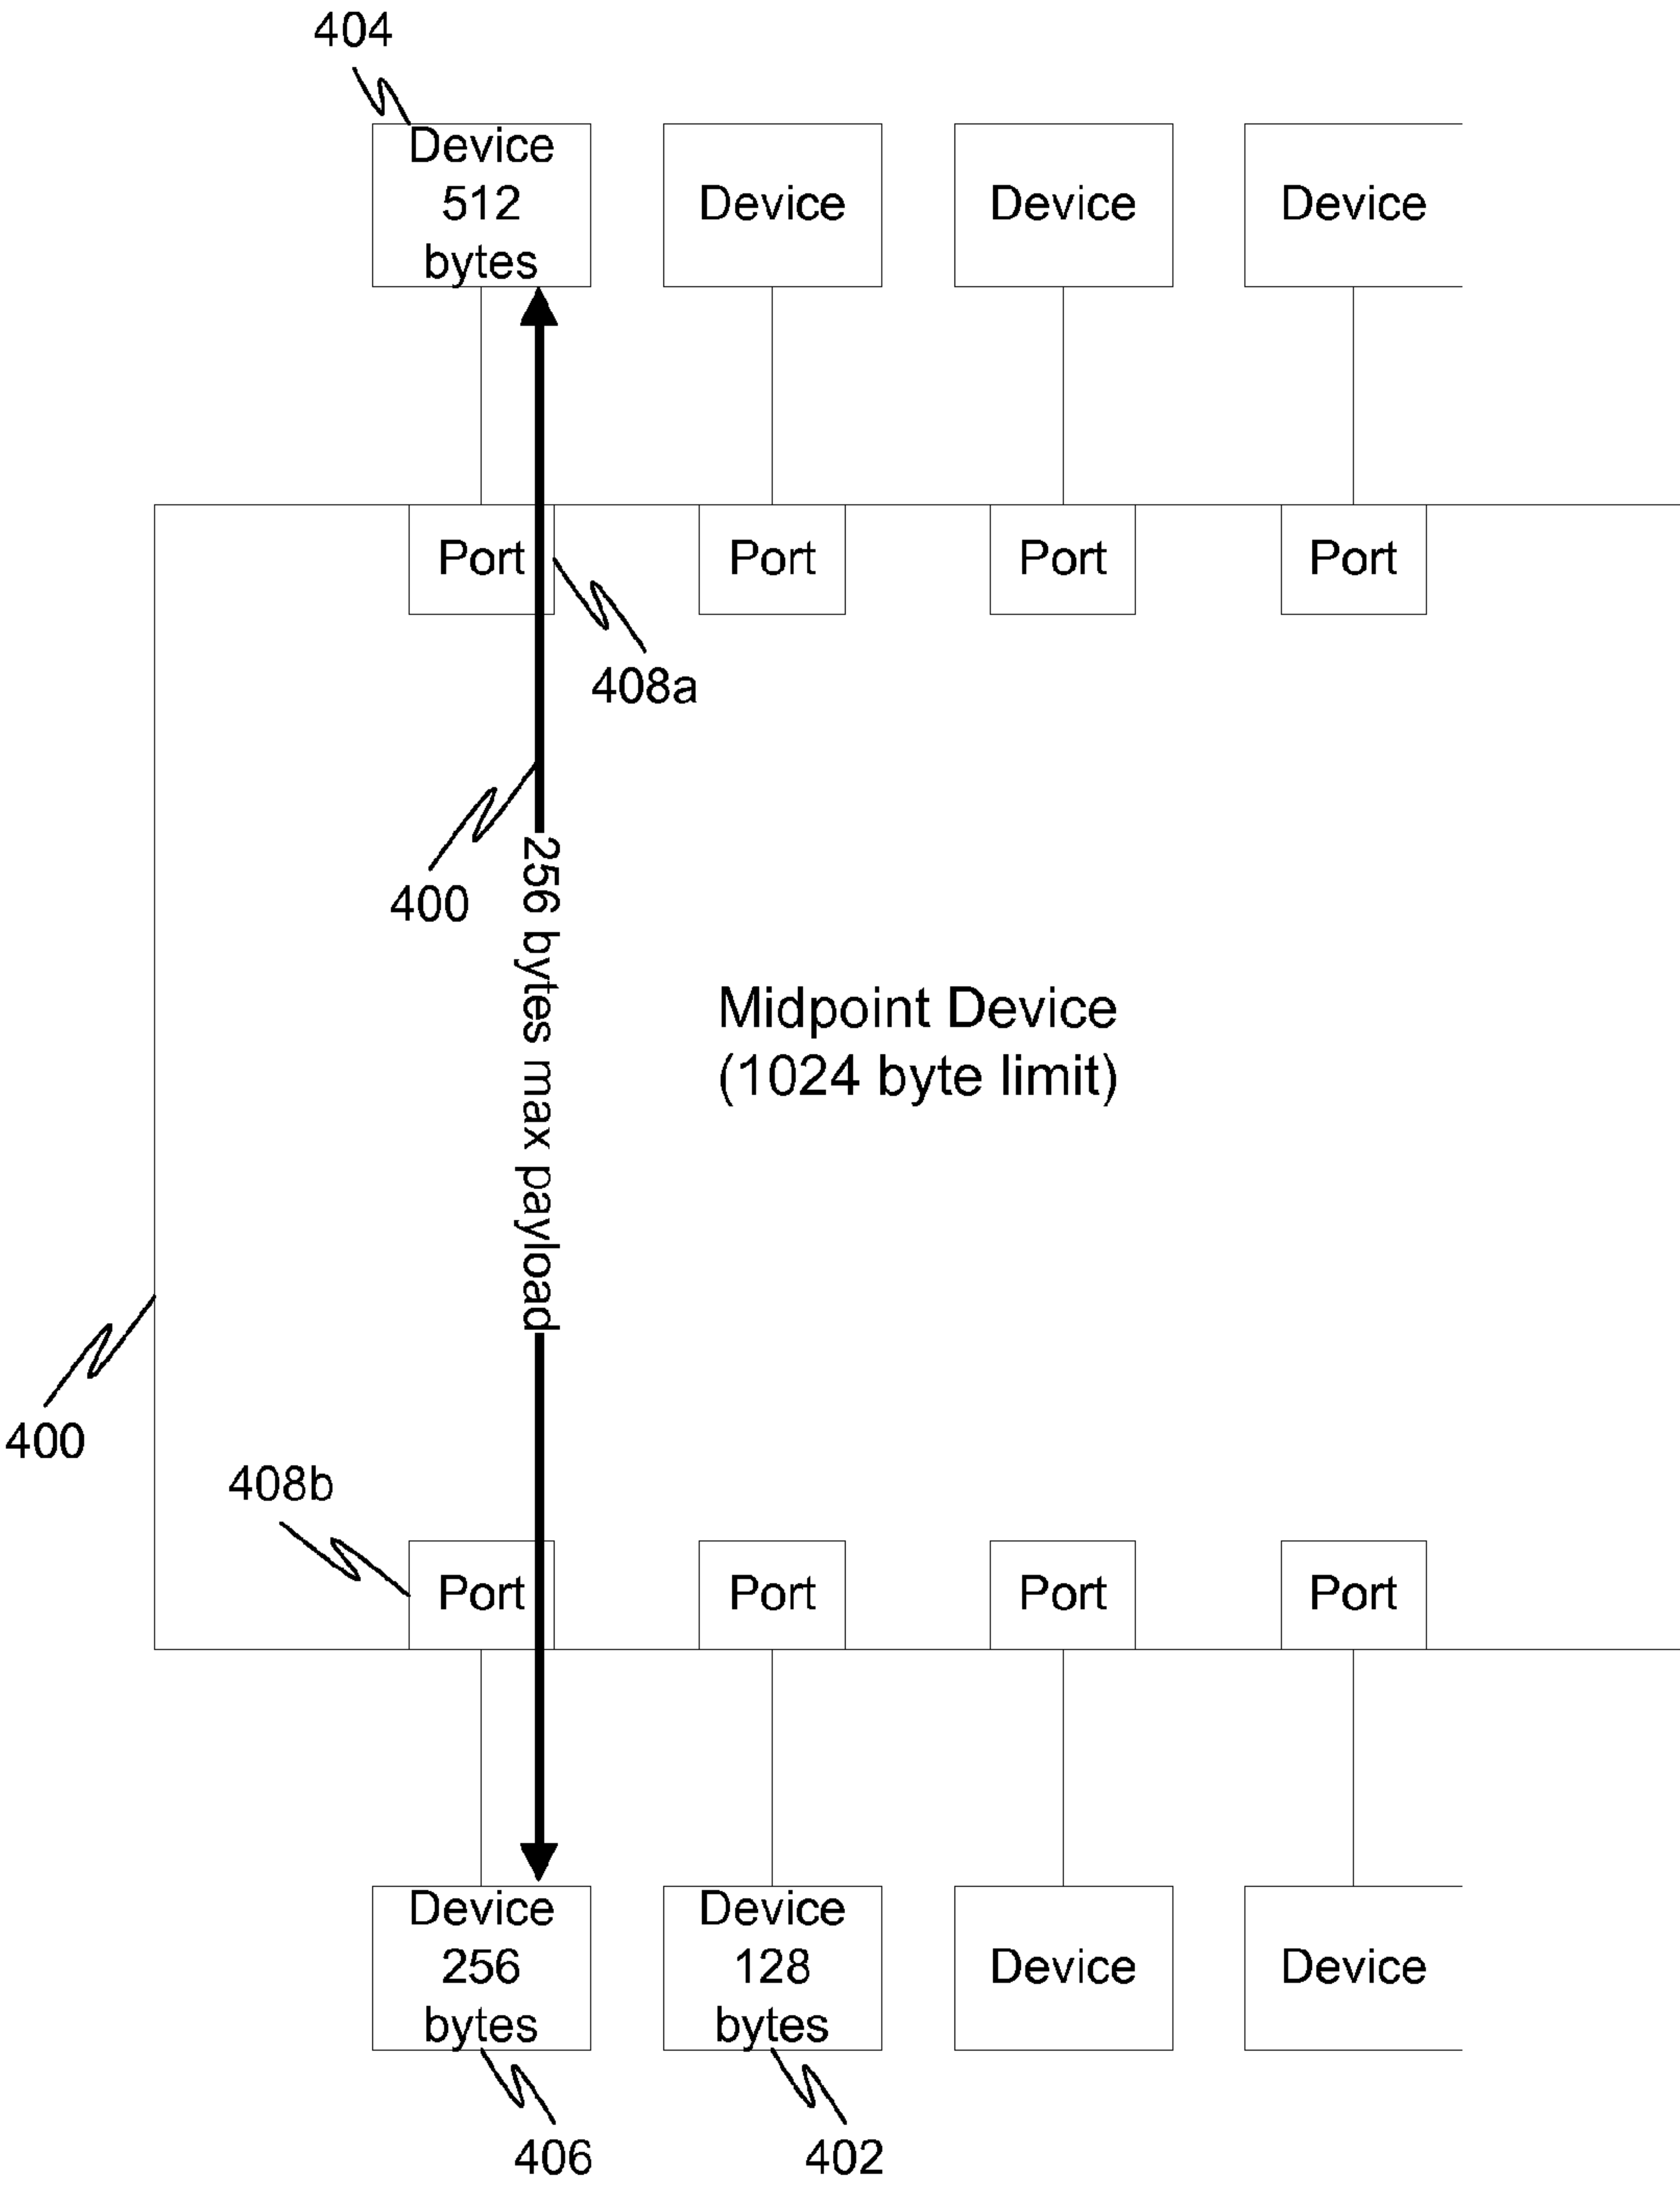 404
Device
512
bytes
Device
Device
Device
Port
Port
Port
Port
408a
400
256 bytes max payload
Midpoint Device
(1024 byte limit)
400
408b
Port
Port
Port
Port
Device
256
bytes
Device
128
bytes
Device
Device
406
402